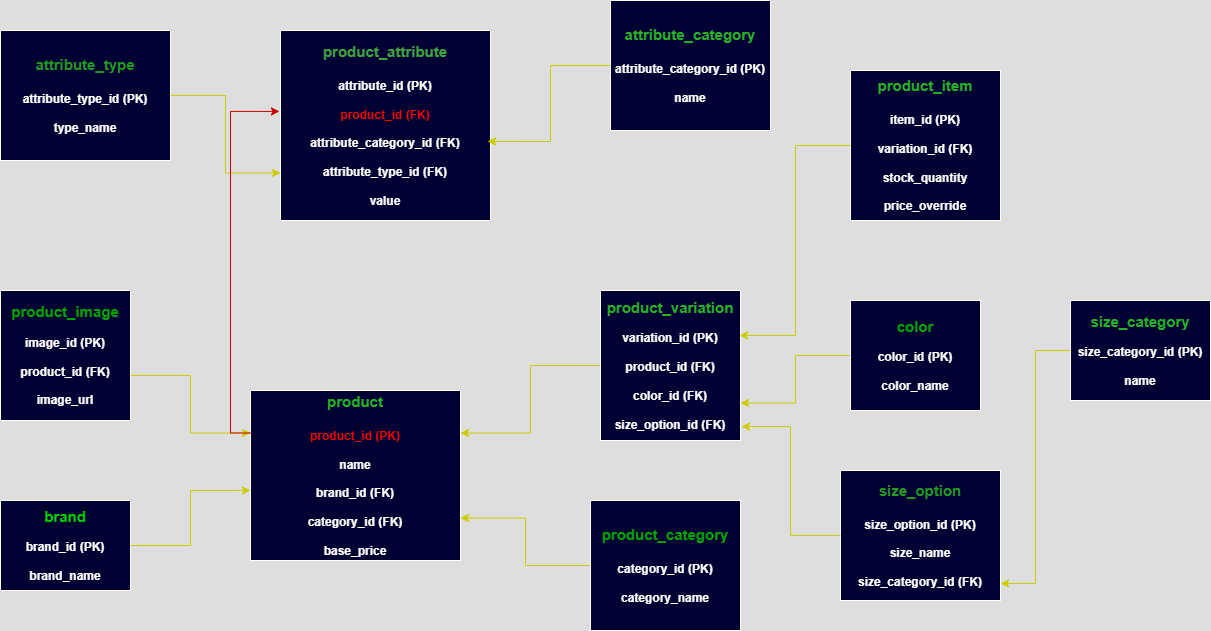 attribute_type
attribute_type_id (PK)
type_name
product_attribute
attribute_id (PK)
product_id (FK)
attribute_category_id (FK)
attribute_type_id (FK)
value
attribute_category
attribute_category_id (PK)
name
product_item
item_id (PK)
variation_id (FK)
stock_quantity
price_override
product_image
image_id (PK)
product_id (FK)
image_url
product
product_id (PK)
name
brand_id (FK)
category_id (FK)
base_price
product_variation
variation_id (PK)
product_id (FK)
color_id (FK)
size_option_id (FK)
color
color_id (PK)
color_name
size_category
size_category_id (PK)
name
brand
brand_id (PK)
brand_name
product_category
category_id (PK)
category_name
size_option
size_option_id (PK)
size_name
size_category_id (FK)